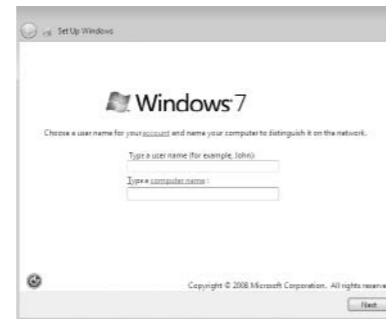 Set Up Windows
Windows 7
Choose a user name for your account and name your computer to distinguish it on the network.
Type a user name (for example, John):
Type a computer name :
Copyright © 2008 Microsoft Corporation. All rights reserve
Next